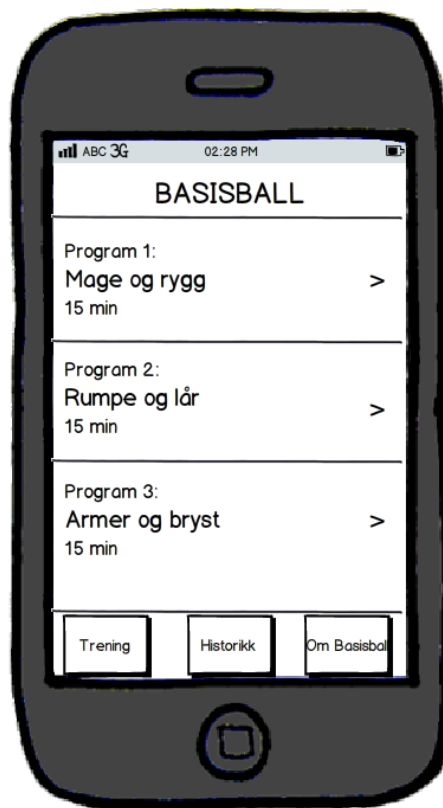 ABC 3G 02:28 PM
BASISBALL
Program 1:
Mage og rygg
15 min
>
Program 2:
Rumpe og lår
15 min
>
Program 3:
Armer og bryst
15 min
>
Trening Historikk Om Basisbal